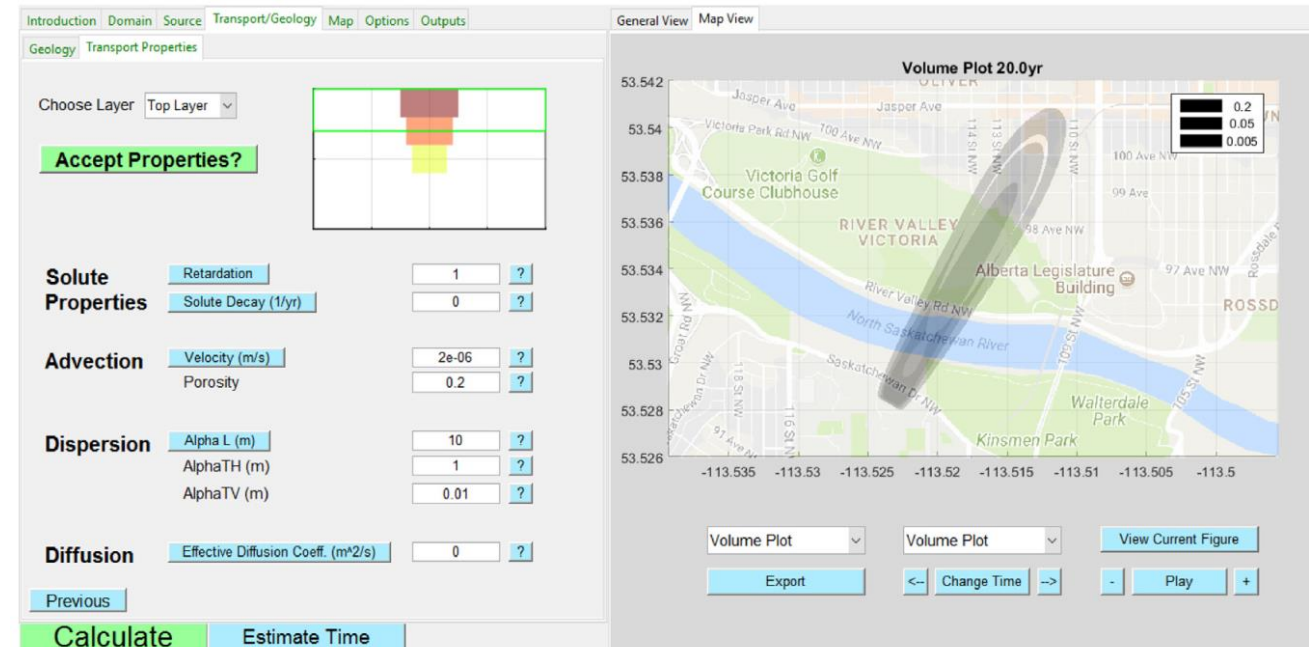 Introduction Domain Source Transport/Geology Map Options Outputs
Geology Transport Properties
Choose Layer Top Layer
Accept Properties?
Solute Properties
Retardation 1 ?
Solute Decay (1/yr) 0 ?
Advection
Velocity (m/s) 2e-06 ?
Porosity 0.2 ?
Dispersion
Alpha L (m) 10 ?
AlphaTH (m) 1 ?
AlphaTV (m) 0.01 ?
Diffusion
Effective Diffusion Coeff. (m^2/s) 0 ?
Previous
Calculate Estimate Time
General View Map View
Volume Plot 20.0yr
53.542
53.54
53.538
53.536
53.534
53.532
53.53
53.528
53.526
-113.535 -113.53 -113.525 -113.52 -113.515 -113.51 -113.505 -113.5
0.2
0.05
0.005
OLIVER
Jasper Ave
Jasper Ave
Victoria Park Rd NW
100 Ave NW
114 St NW
113 St NW
110 St NW
100 Ave NW
Victoria Golf
Course Clubhouse
99 Ave
RIVER VALLEY
VICTORIA
98 Ave NW
Alberta Legislature
Building
97 Ave NW
River Valley Rd NW
ROSSD
North Saskatchewan River
Groat Rd NW
109 St NW
Saskatchewan Dr NW
118 St NW
116 St NW
105 St NW
Walterdale
Park
Kinsmen Park
Volume Plot Volume Plot View Current Figure
Export <-- Change Time --> - Play +